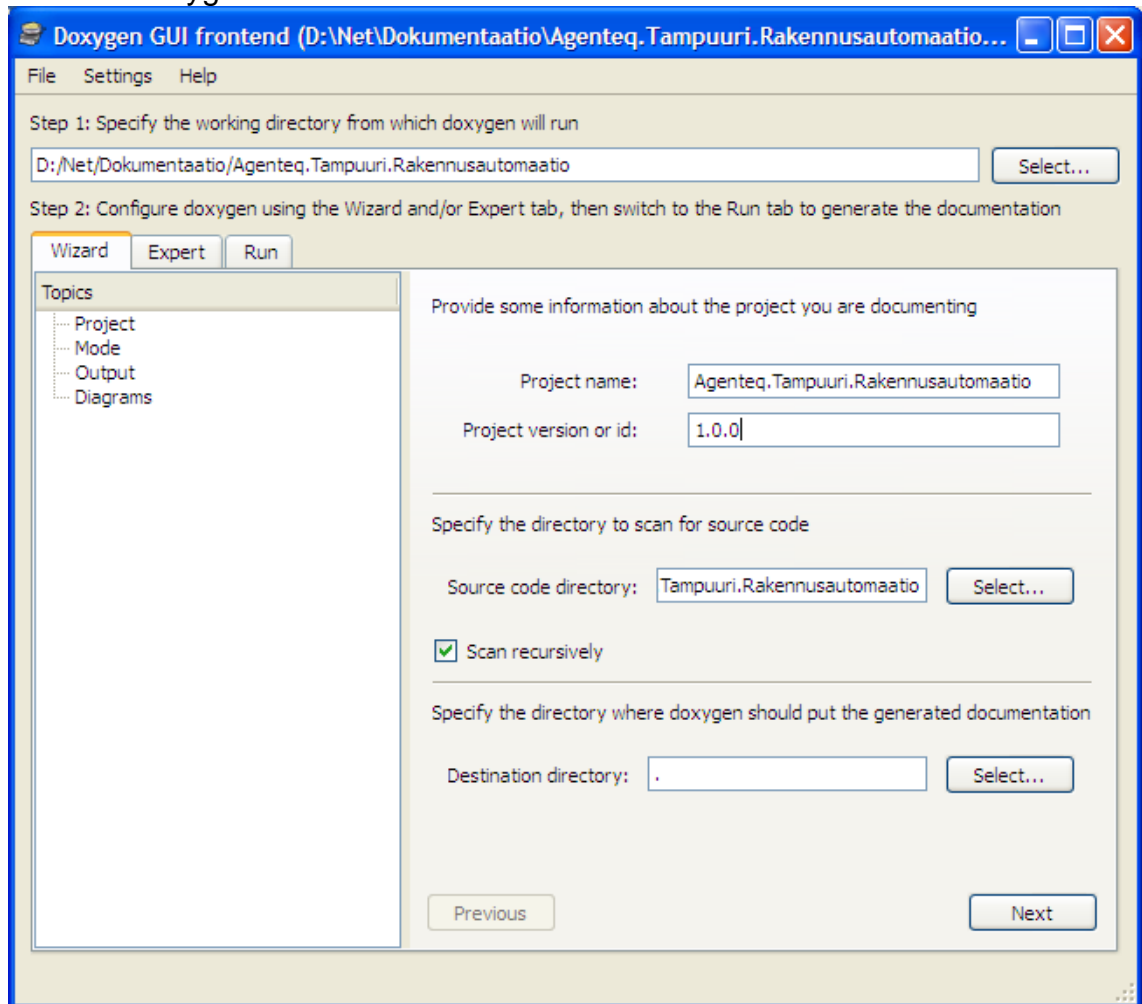 Doxygen GUI frontend (D:\Net\Dokumentaatio\Agenteq.Tampuuri.Rakennusautomaatio...
File Settings Help
Step 1: Specify the working directory from which doxygen will run
D:/Net/Dokumentaatio/Agenteq.Tampuuri.Rakennusautomaatio Select...
Step 2: Configure doxygen using the Wizard and/or Expert tab, then switch to the Run tab to generate the documentation
Wizard Expert Run
Topics
Project
Mode
Output
Diagrams
Provide some information about the project you are documenting
Project name: Agenteq.Tampuuri.Rakennusautomaatio
Project version or id: 1.0.0
Specify the directory to scan for source code
Source code directory: Tampuuri.Rakennusautomaatio Select...
Scan recursively
Specify the directory where doxygen should put the generated documentation
Destination directory: . Select...
Previous Next